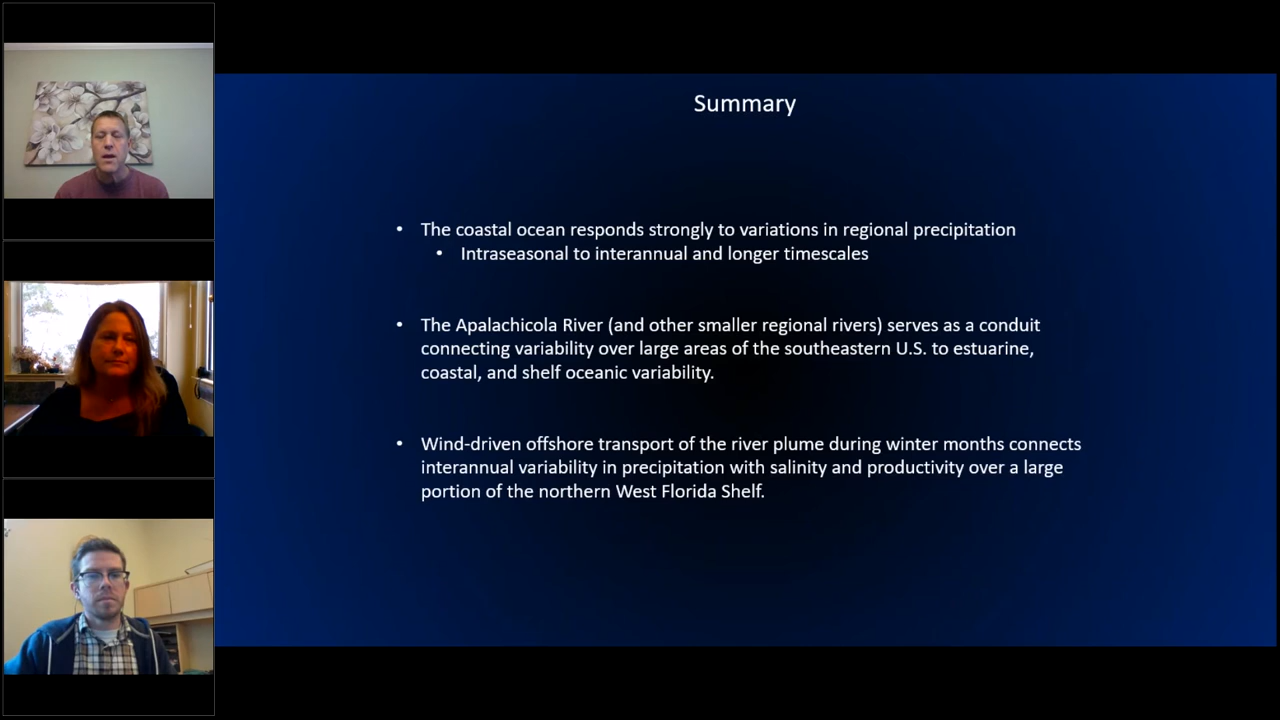 Summary
• The coastal ocean responds strongly to variations in regional precipitation
• Intraseasonal to interannual and longer timescales
• The Apalachicola River (and other smaller regional rivers) serves as a conduit
connecting variability over large areas of the southeastern U.S. to estuarine,
coastal, and shelf oceanic variability.
• Wind-driven offshore transport of the river plume during winter months connects
interannual variability in precipitation with salinity and productivity over a large
portion of the northern West Florida Shelf.